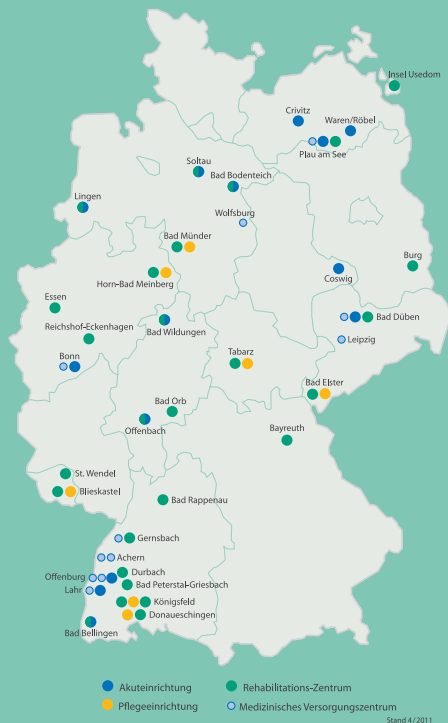 Insel Usedom
Crivitz
Waren/Röbel
Plau am See
Soltau
Bad Bodenteich
Lingen
Wolfsburg
Bad Münder
Burg
Coswig
Horn-Bad Meinberg
Essen
Bad Düben
Reichshof-Eckenhagen
Bad Wildungen
Leipzig
Bonn
Tabarz
Bad Elster
Bad Orb
Offenbach
Bayreuth
St. Wendel
Blieskastel
Bad Rappenau
Gernsbach
Achern
Durbach
Offenburg
Bad Peterstal-Griesbach
Lahr
Königsfeld
Donaueschingen
Bad Bellingen
Akuteinrichtung
Rehabilitations-Zentrum
Pflegeeinrichtung
Medizinisches Versorgungszentrum
Stand 4/2011